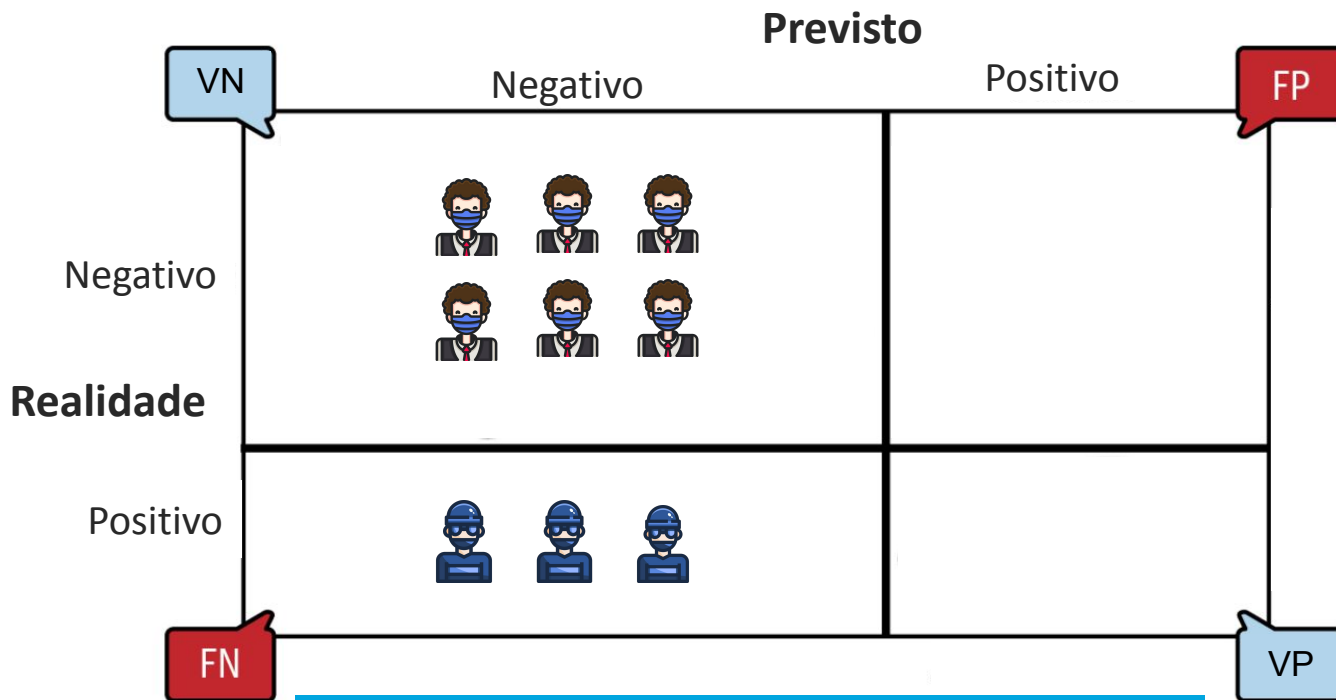 Previsto
VN
Negativo
Positivo
FP
Negativo
Realidade
Positivo
FN
VP